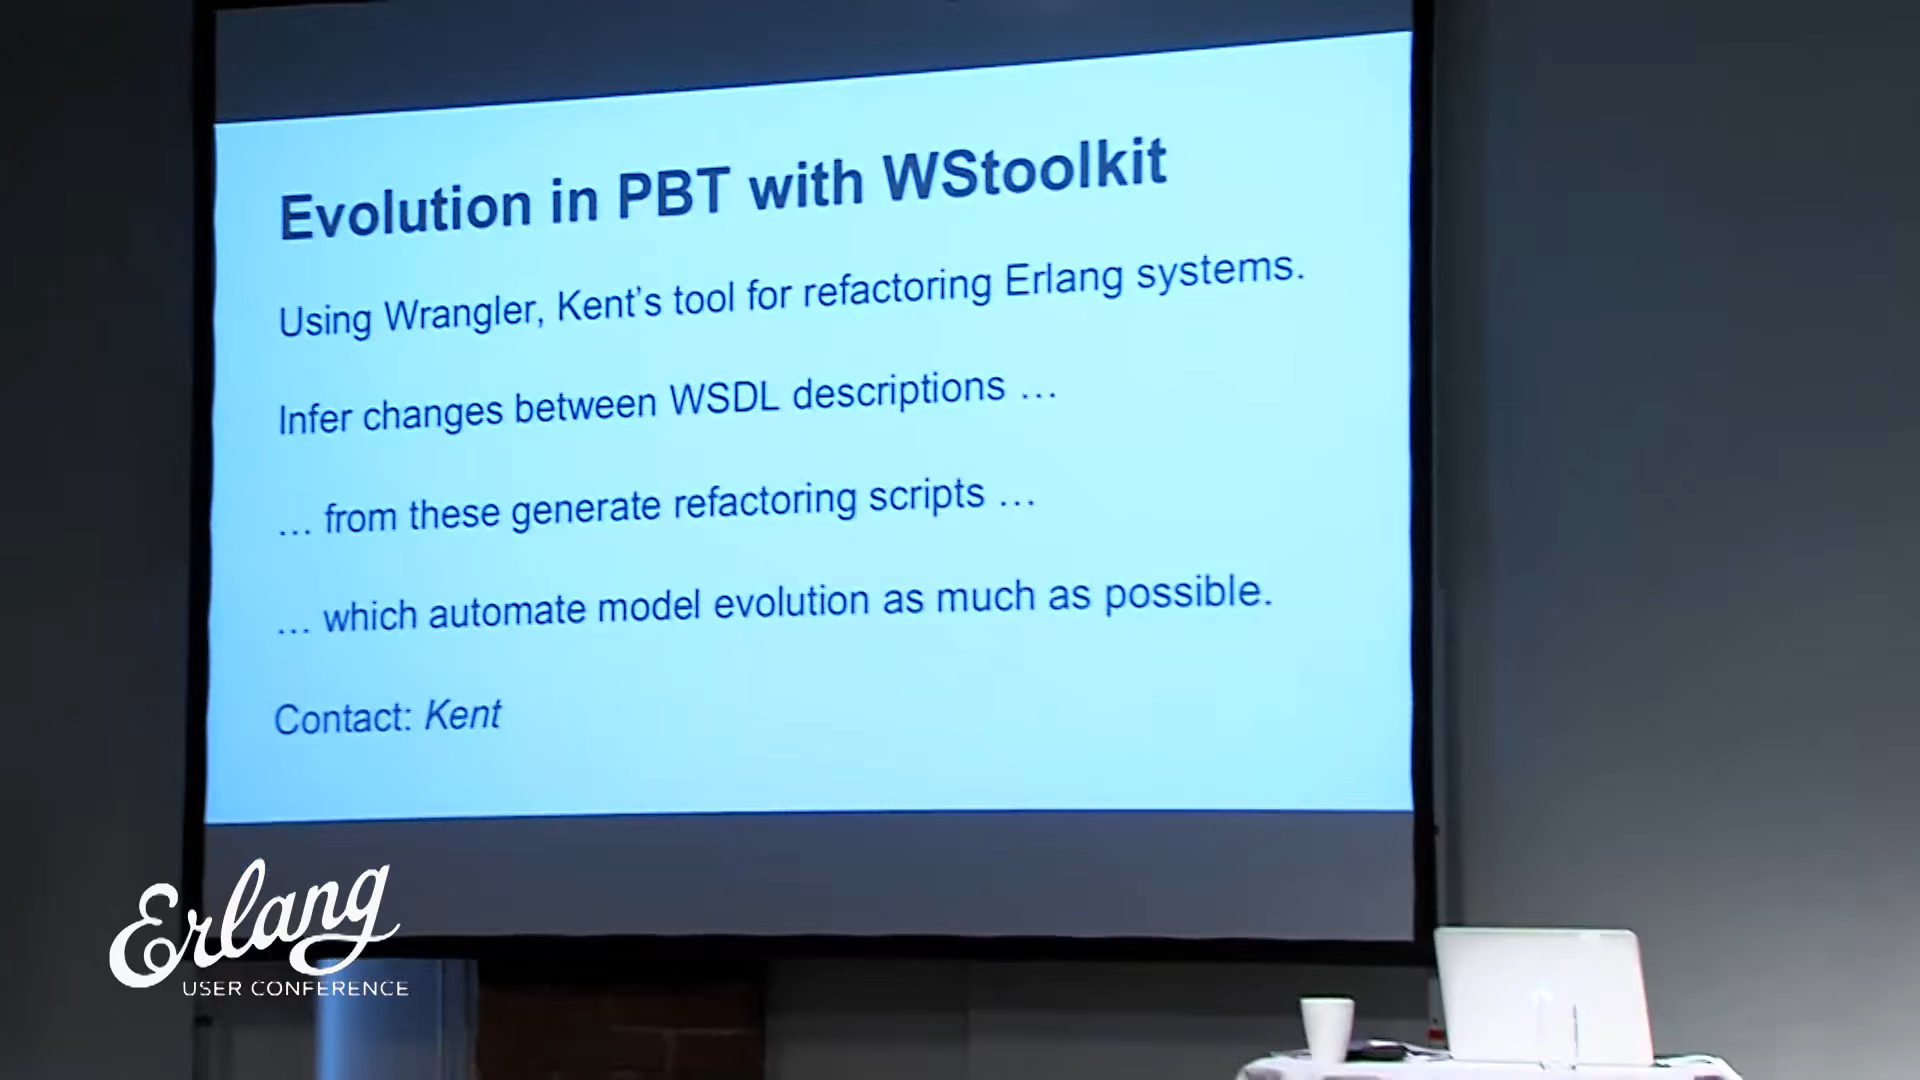 Evolution in PBT with WStoolkit
Using Wrangler, Kent's tool for refactoring Erlang systems.
Infer changes between WSDL descriptions …
… from these generate refactoring scripts …
… which automate model evolution as much as possible.
Contact: Kent
Erlang
USER CONFERENCE